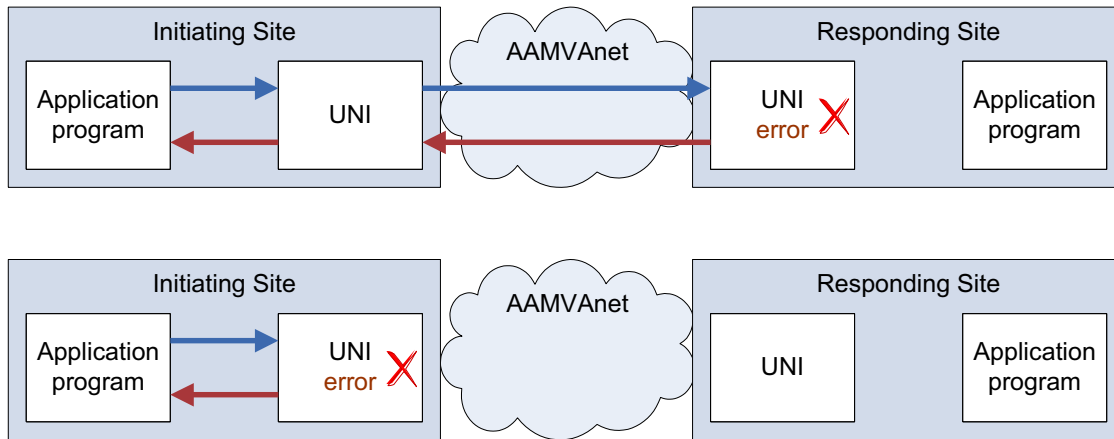 Initiating Site
AAMVAnet
Responding Site
Application
program
UNI
UNI
error
Application
program
Initiating Site
AAMVAnet
Responding Site
Application
program
UNI
error
UNI
Application
program